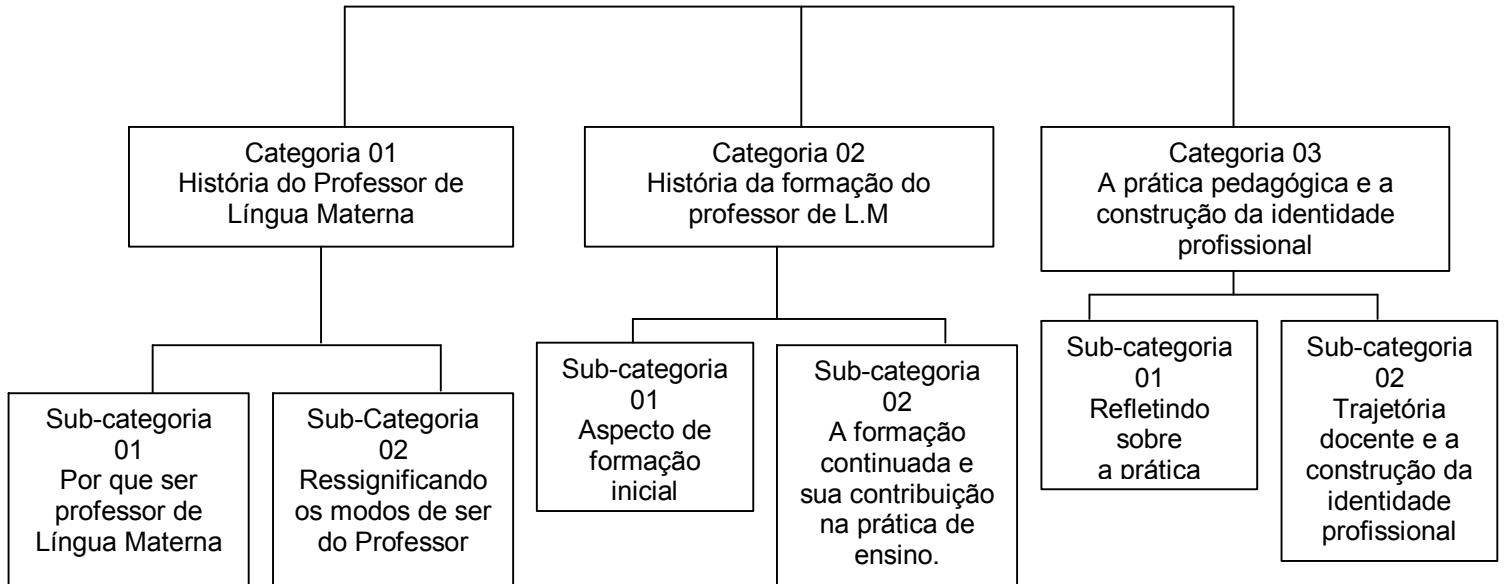 Categoria 01
História do Professor de
Língua Materna
Categoria 02
História da formação do
professor de L.M
Categoria 03
A prática pedagógica e a
construção da identidade
profissional
Sub-categoria
01
Por que ser
professor de
Língua Materna
Sub-Categoria
02
Ressignificando
os modos de ser
do Professor
Sub-categoria
01
Aspecto de
formação
inicial
Sub-categoria
02
A formação
continuada e
sua contribuição
na prática de
ensino.
Sub-categoria
01
Refletindo
sobre
a prática
Sub-categoria
02
Trajetória
docente e a
construção da
identidade
profissional